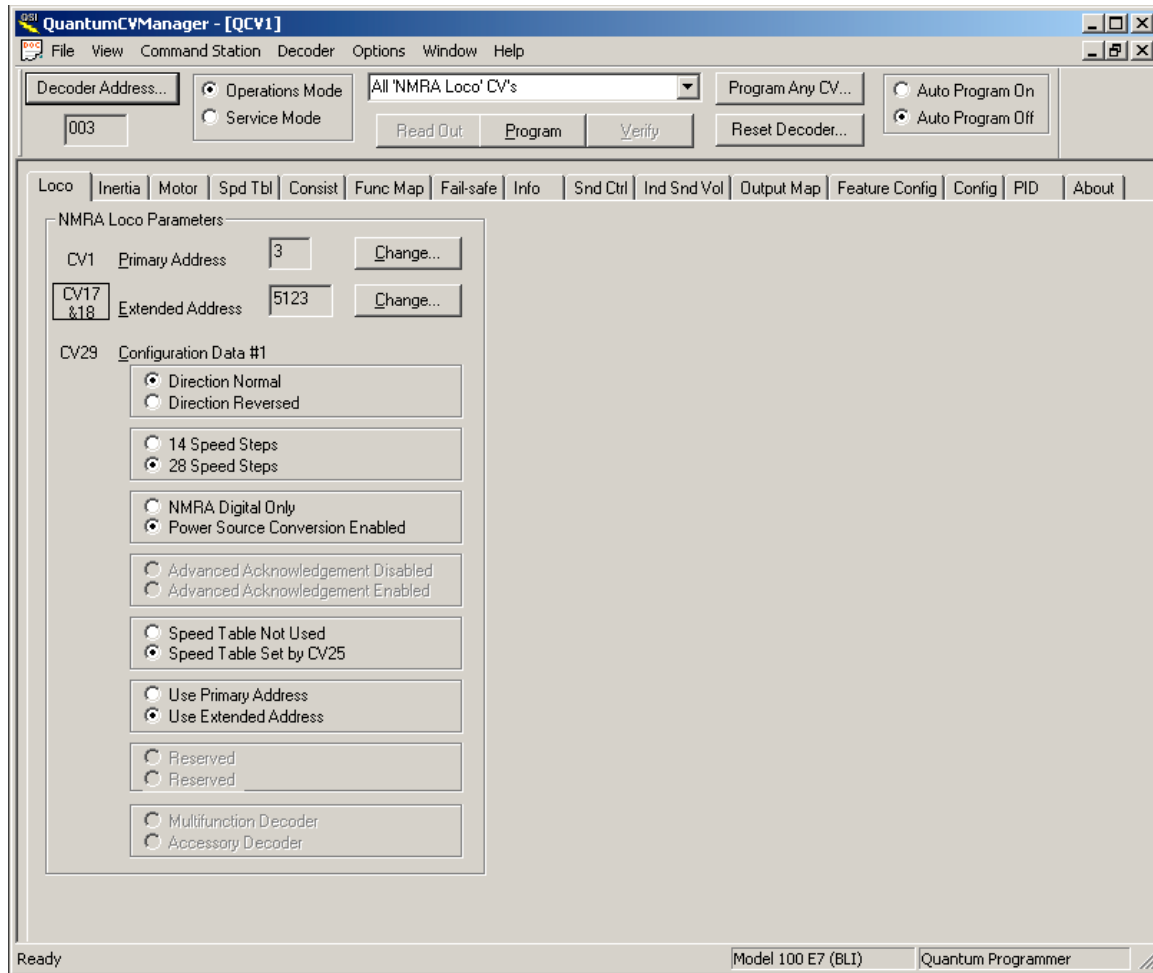 QSI QuantumCVManager - [QCV1]
DOC File View Command Station Decoder Options Window Help
Decoder Address...
003
Operations Mode
Service Mode
All 'NMRA Loco' CV's
Read Out Program Verify
Program Any CV...
Reset Decoder...
Auto Program On
Auto Program Off
Loco Inertia Motor Spd Tbl Consist Func Map Fail-safe Info Snd Ctrl Ind Snd Vol Output Map Feature Config Config PID About
NMRA Loco Parameters
CV1 Primary Address 3 Change...
CV17
&18 Extended Address 5123 Change...
CV29 Configuration Data #1
Direction Normal
Direction Reversed
14 Speed Steps
28 Speed Steps
NMRA Digital Only
Power Source Conversion Enabled
Advanced Acknowledgement Disabled
Advanced Acknowledgement Enabled
Speed Table Not Used
Speed Table Set by CV25
Use Primary Address
Use Extended Address
Reserved
Reserved
Multifunction Decoder
Accessory Decoder
Ready Model 100 E7 (BLI) Quantum Programmer